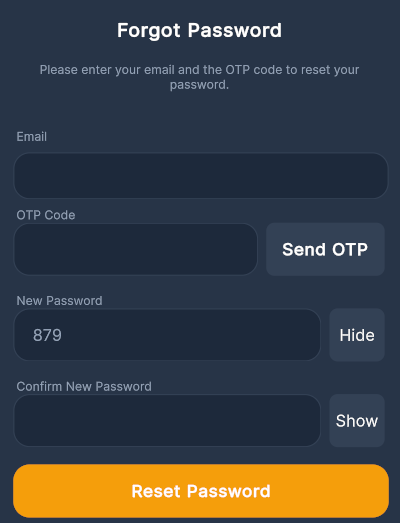 Forgot Password
Please enter your email and the OTP code to reset your
password.
Email
OTP Code
Send OTP
New Password
879
Hide
Confirm New Password
Show
Reset Password